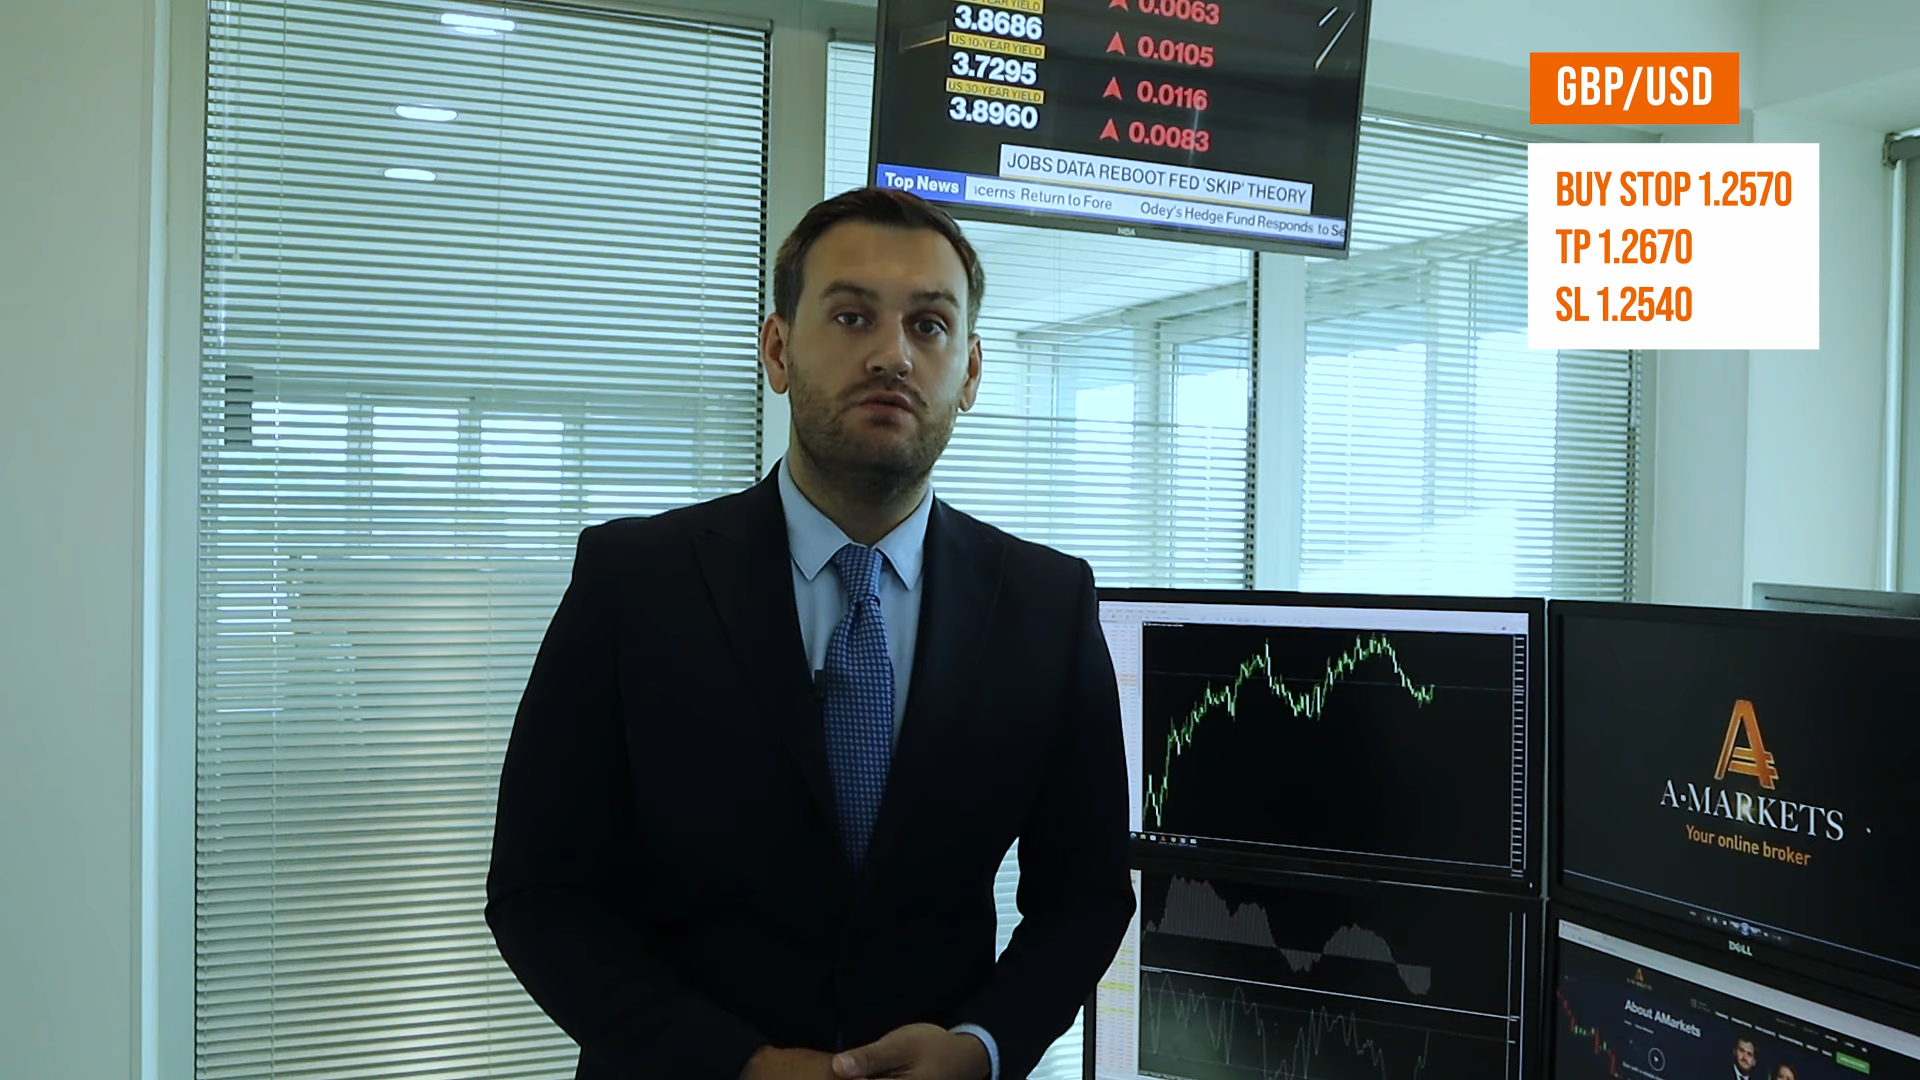 0.0063
3.8686
US 10-YEAR YIELD
0.0105
3.7295
US 30-YEAR YIELD
0.0116
3.8960
0.0083
JOBS DATA REBOOT FED 'SKIP' THEORY
Top News
Return to Fore
Odey's Hedge Fund Responds to Se
GBP/USD
BUY STOP 1.2570
TP 1.2670
SL 1.2540
A-MARKETS
Your online broker
DELL
About AMarkets